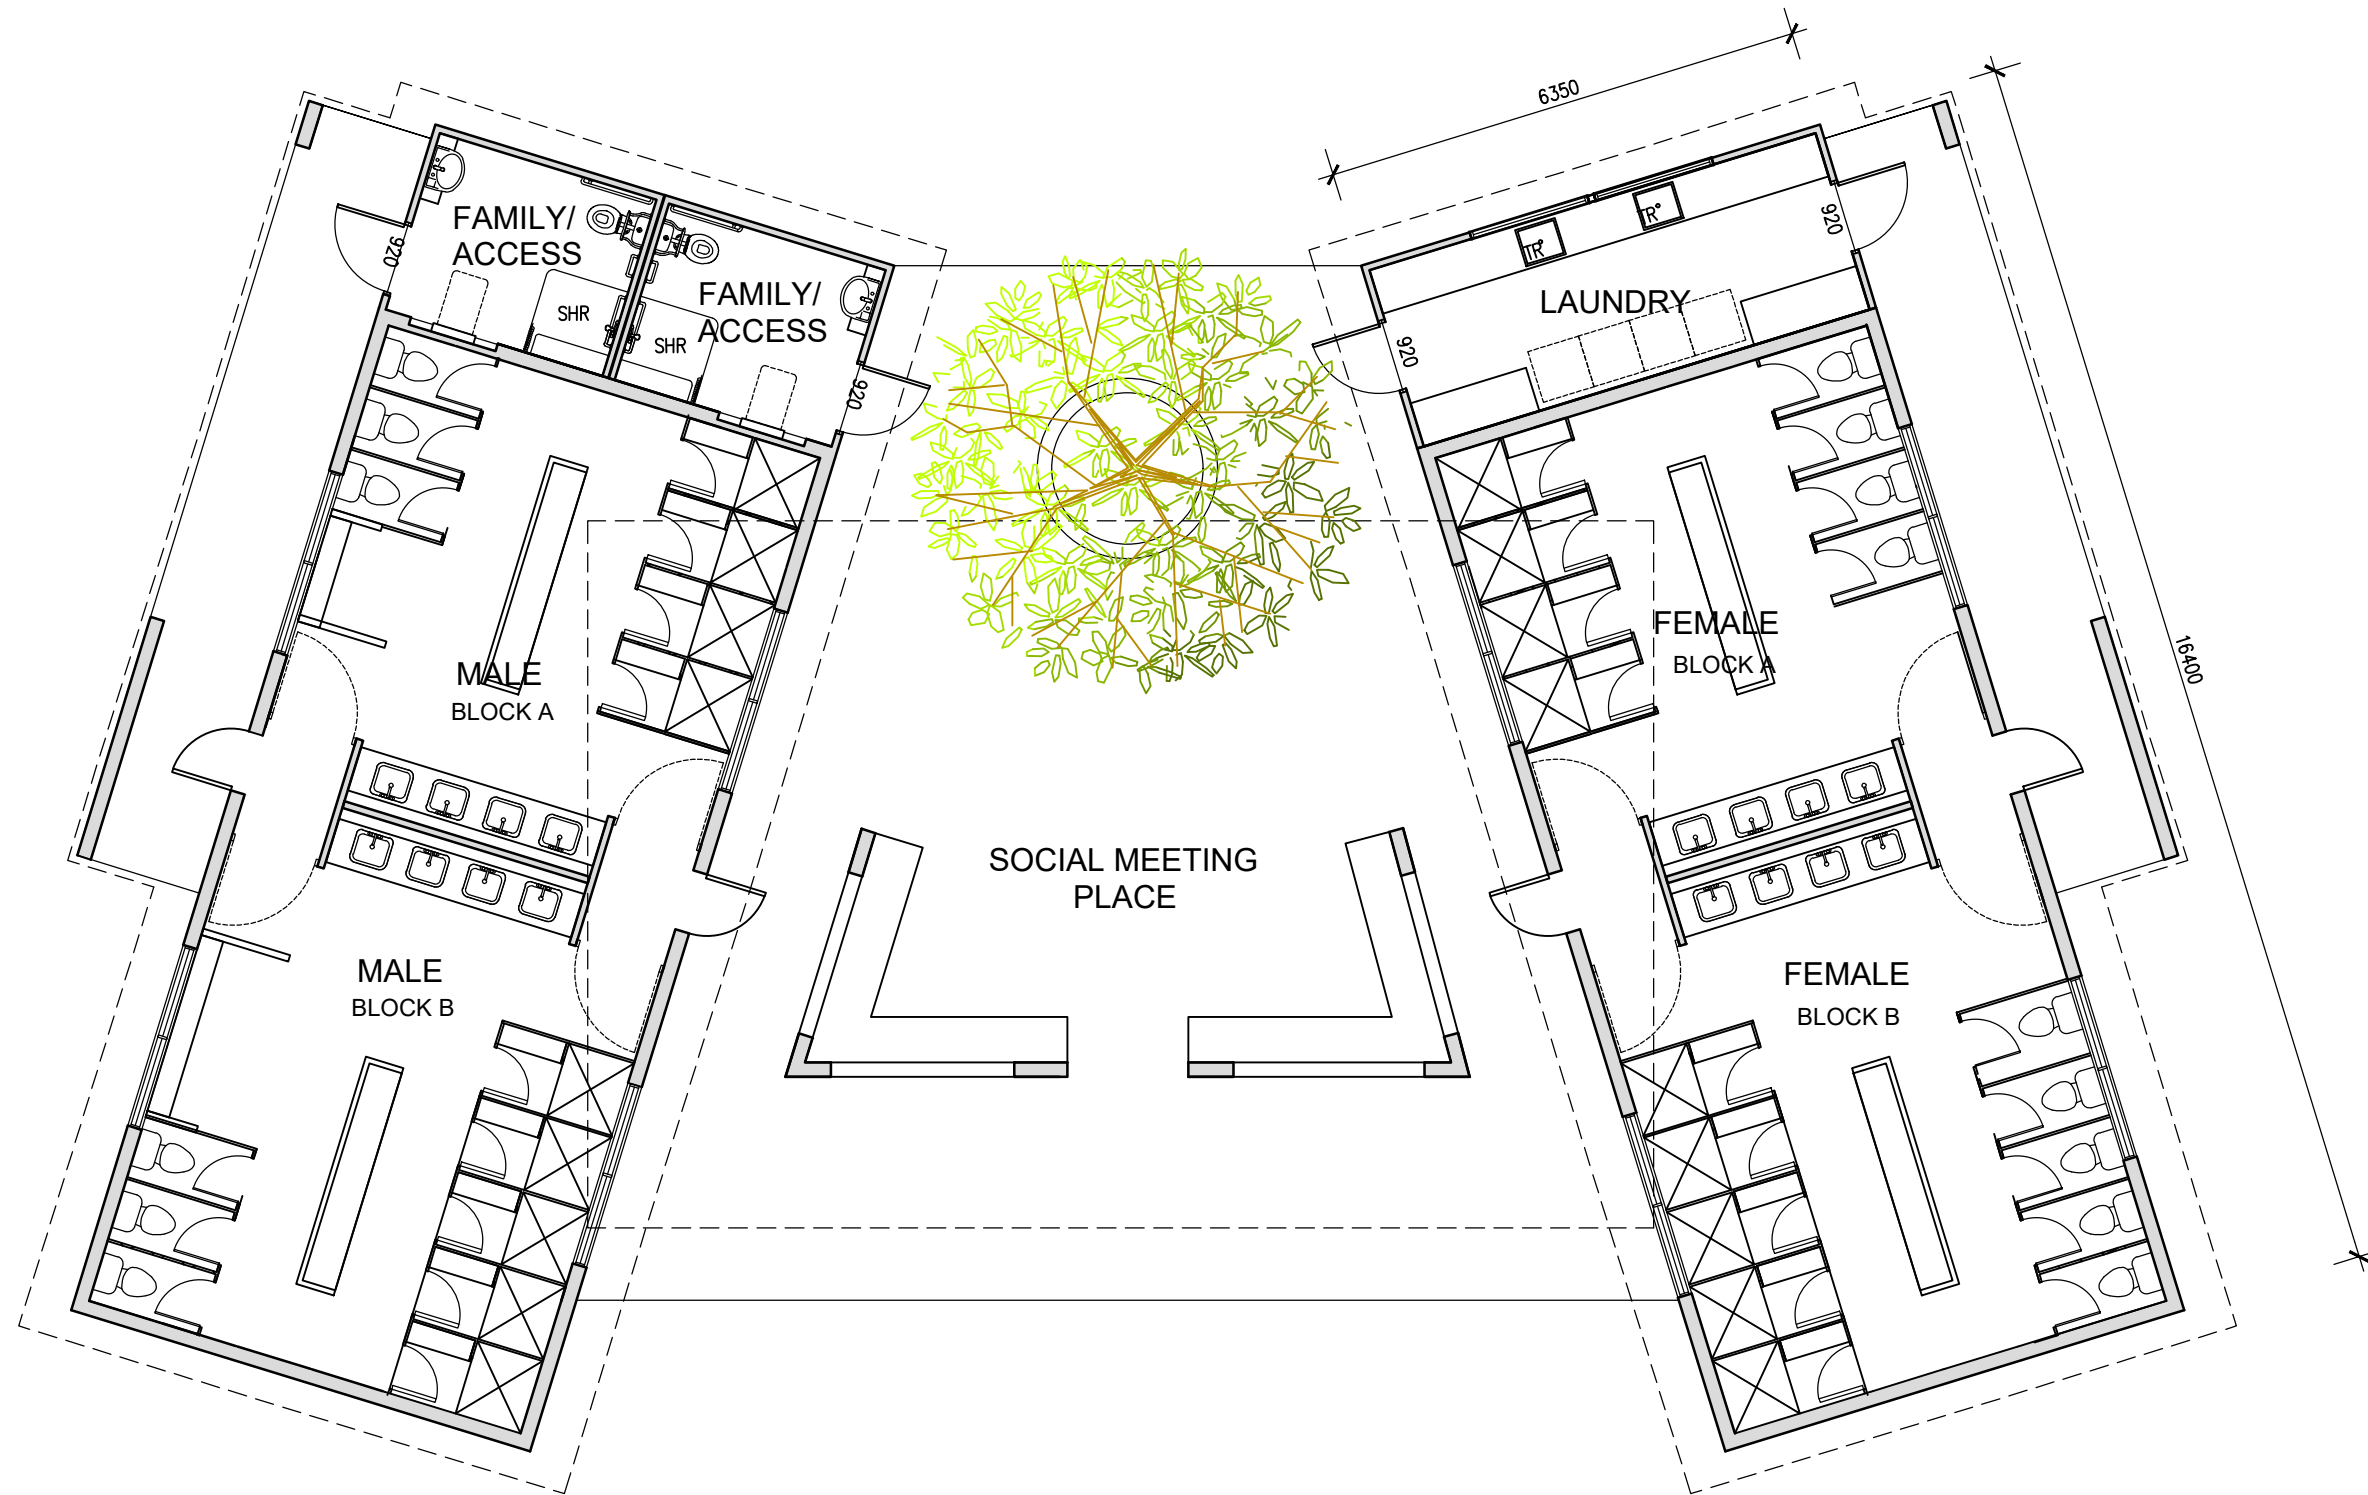 6350
FAMILY/
ACCESS
920
SHR
FAMILY/
ACCESS
SHR
920
TR
TR
920
LAUNDRY
920
MALE
BLOCK A
FEMALE
BLOCK A
16400
SOCIAL MEETING
PLACE
MALE
BLOCK B
FEMALE
BLOCK B